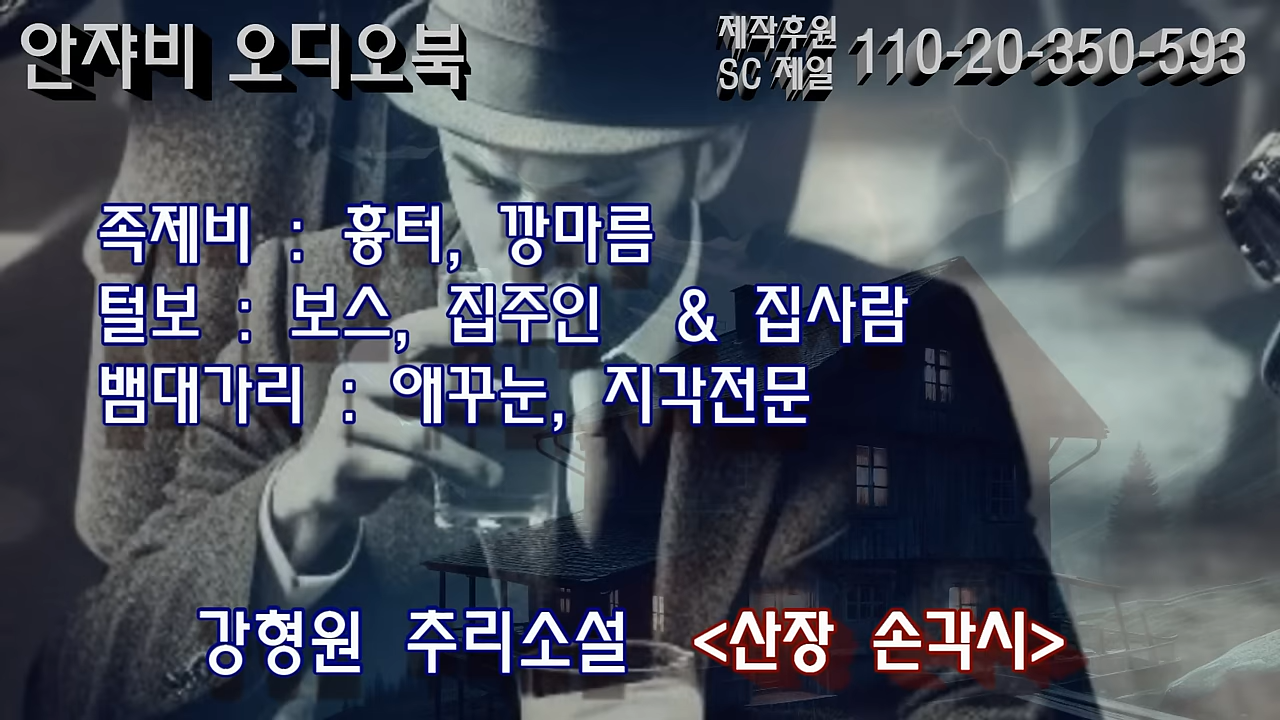 안쟈비 오디오북
제작후원
SC 제일
110-20-350-593
족제비 : 흉터, 깡마름
털보 : 보스, 집주인 & 집사람
뱀대가리 : 애꾸눈, 지각전문
강형원 추리소설 <산장 손각시>